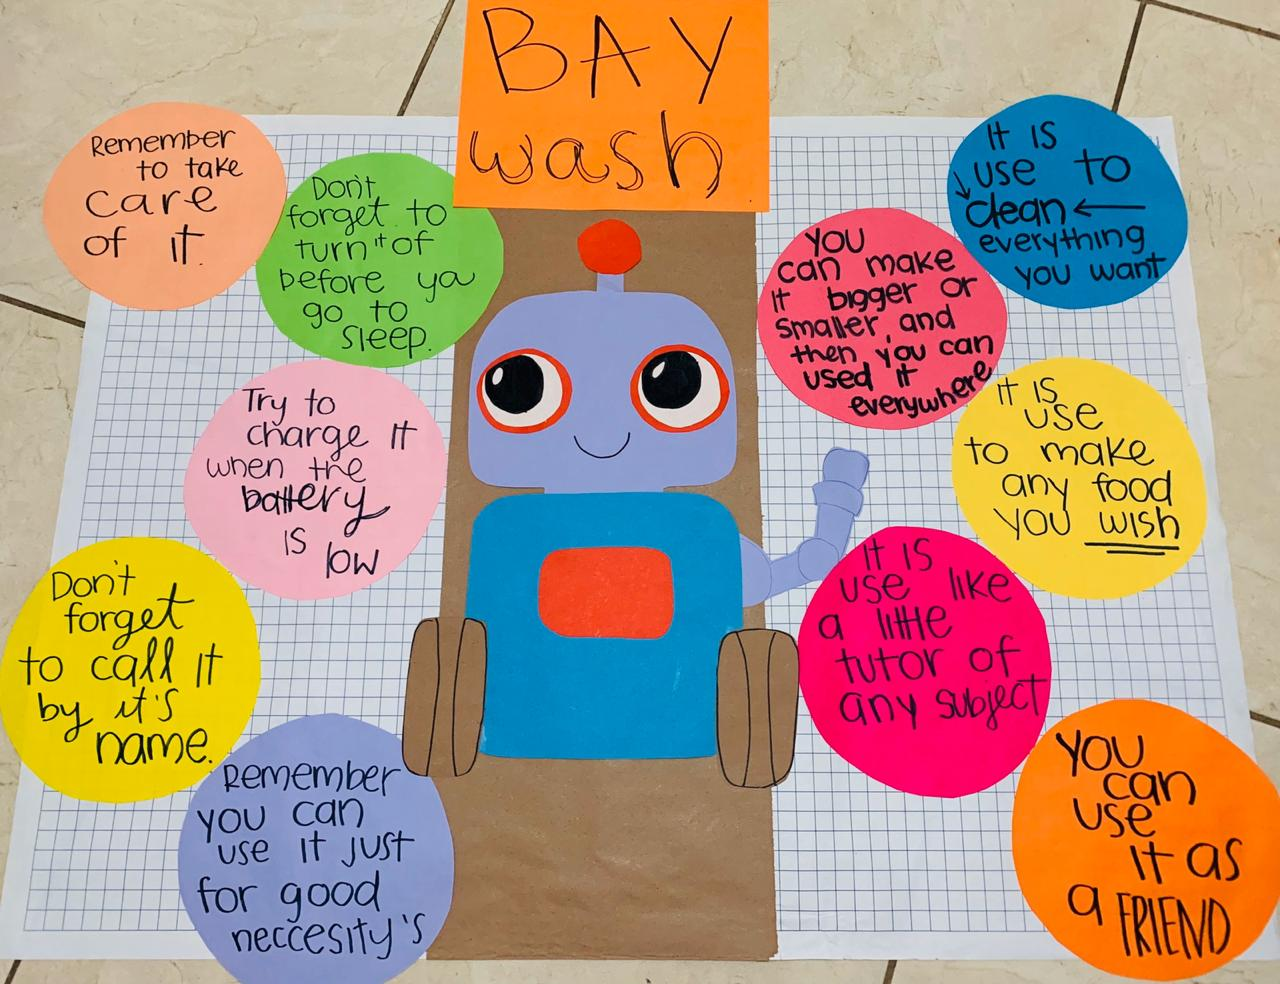 BAY
wash
Remember
to take
care
of it.
Don't
forget to
turn it of
before you
go to
sleep.
Try to
charge it
when the
battery
is low
Don't
forget
to call it
by it's
name.
Remember
you can
use it just
for good
neccesity's
It is
use to
clean
everything
you want
you
can make
it bigger or
smaller, and
then, you can
used it
everywhere
It is
use
to make
any food
you wish
It is
use like
a little
tutor of
any subject
you
can
use
it as
a FRIEND